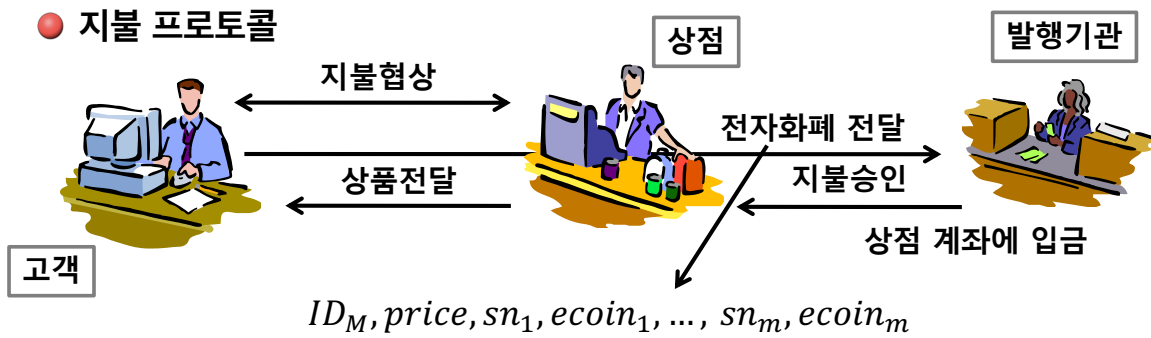 지불 프로토콜
상점
발행기관
지불협상
전자화폐 전달
상품전달
지불승인
상점 계좌에 입금
고객
ID_M, price, sn_1, ecoin_1, …, sn_m, ecoin_m